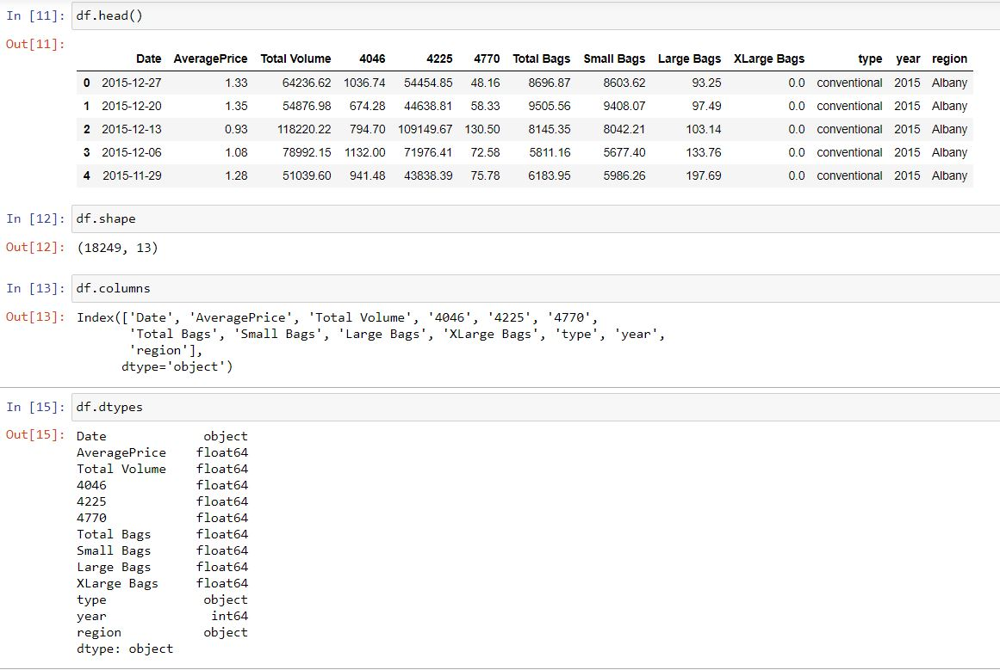 In [11]: df.head()
Out[11]:
Date AveragePrice Total Volume 4046 4225 4770 Total Bags Small Bags Large Bags XLarge Bags type year region
0 2015-12-27 1.33 64236.62 1036.74 54454.85 48.16 8696.87 8603.62 93.25 0.0 conventional 2015 Albany
1 2015-12-20 1.35 54876.98 674.28 44638.81 58.33 9505.56 9408.07 97.49 0.0 conventional 2015 Albany
2 2015-12-13 0.93 118220.22 794.70 109149.67 130.50 8145.35 8042.21 103.14 0.0 conventional 2015 Albany
3 2015-12-06 1.08 78992.15 1132.00 71976.41 72.58 5811.16 5677.40 133.76 0.0 conventional 2015 Albany
4 2015-11-29 1.28 51039.60 941.48 43838.39 75.78 6183.95 5986.26 197.69 0.0 conventional 2015 Albany
In [12]: df.shape
Out[12]: (18249, 13)
In [13]: df.columns
Out[13]: Index(['Date', 'AveragePrice', 'Total Volume', '4046', '4225', '4770',
'Total Bags', 'Small Bags', 'Large Bags', 'XLarge Bags', 'type', 'year',
'region'],
dtype='object')
In [15]: df.dtypes
Out[15]: Date object
AveragePrice float64
Total Volume float64
4046 float64
4225 float64
4770 float64
Total Bags float64
Small Bags float64
Large Bags float64
XLarge Bags float64
type object
year int64
region object
dtype: object